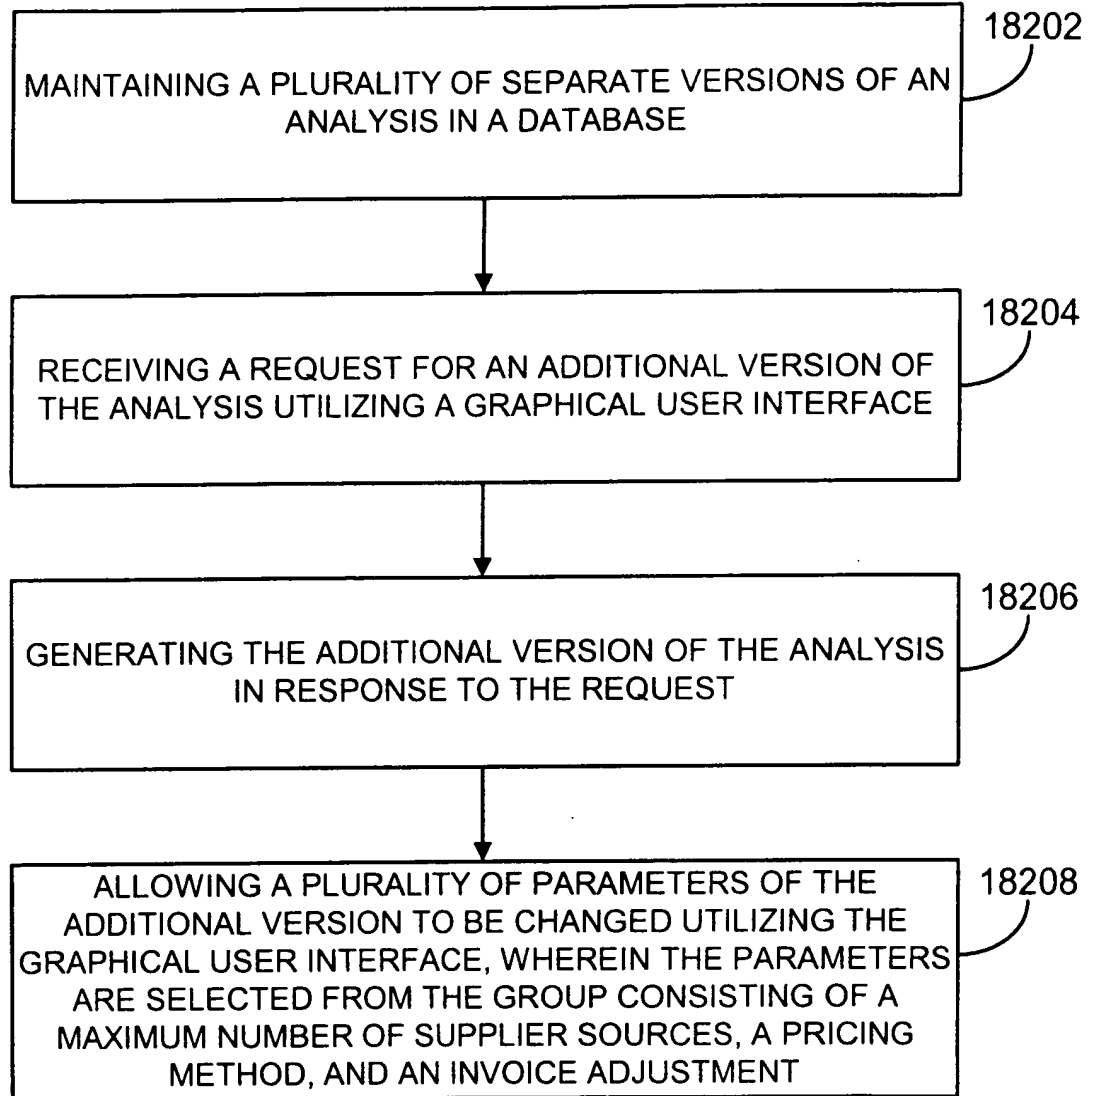 18202
MAINTAINING A PLURALITY OF SEPARATE VERSIONS OF AN
ANALYSIS IN A DATABASE
18204
RECEIVING A REQUEST FOR AN ADDITIONAL VERSION OF
THE ANALYSIS UTILIZING A GRAPHICAL USER INTERFACE
18206
GENERATING THE ADDITIONAL VERSION OF THE ANALYSIS
IN RESPONSE TO THE REQUEST
18208
ALLOWING A PLURALITY OF PARAMETERS OF THE
ADDITIONAL VERSION TO BE CHANGED UTILIZING THE
GRAPHICAL USER INTERFACE, WHEREIN THE PARAMETERS
ARE SELECTED FROM THE GROUP CONSISTING OF A
MAXIMUM NUMBER OF SUPPLIER SOURCES, A PRICING
METHOD, AND AN INVOICE ADJUSTMENT